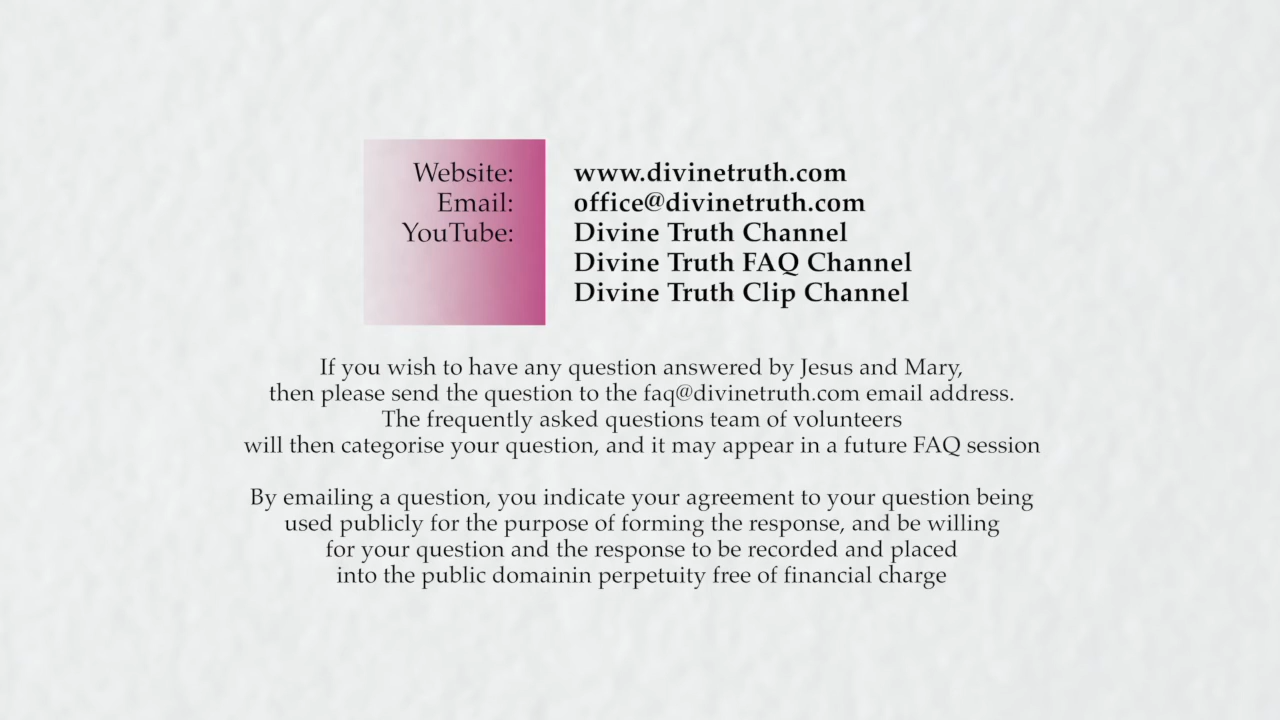 Website: www.divinetruth.com
Email: office@divinetruth.com
YouTube: Divine Truth Channel
Divine Truth FAQ Channel
Divine Truth Clip Channel
If you wish to have any question answered by Jesus and Mary,
then please send the question to the faq@divinetruth.com email address.
The frequently asked questions team of volunteers
will then categorise your question, and it may appear in a future FAQ session
By emailing a question, you indicate your agreement to your question being
used publicly for the purpose of forming the response, and be willing
for your question and the response to be recorded and placed
into the public domainin perpetuity free of financial charge